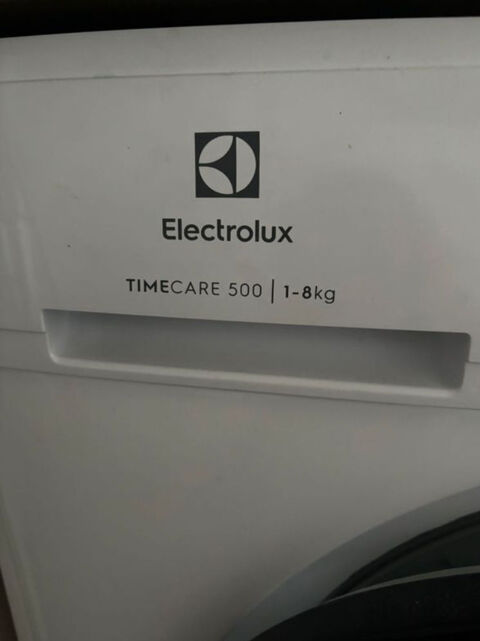 Electrolux
TIMECARE 500 | 1-8kg